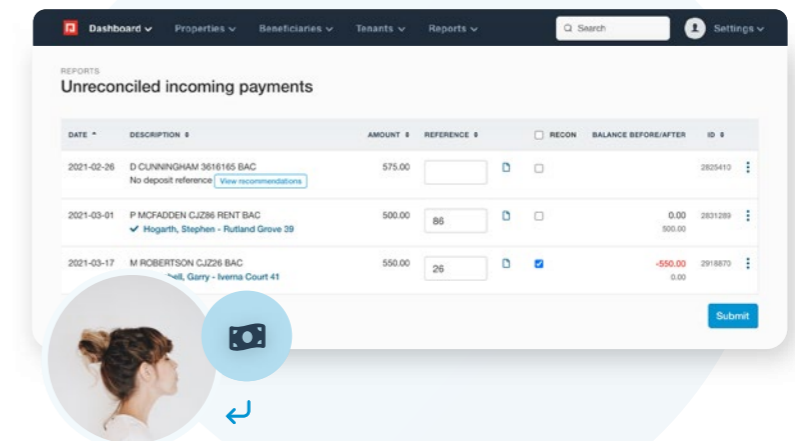 Dashboard Properties Beneficiaries Tenants Reports Search Settings
REPORTS
Unreconciled incoming payments
DATE DESCRIPTION AMOUNT REFERENCE RECON BALANCE BEFORE/AFTER ID
2021-02-26 D CUNNINGHAM 3616165 BAC 575.00 2825410
No deposit reference View recommendations
2021-03-01 P MCFADDEN CJZ86 RENT BAC 500.00 86 0.00 2831289
Hogarth, Stephen - Rutland Grove 39 500.00
2021-03-17 M ROBERTSON CJZ26 BAC 550.00 26 -550.00 2918870
Garry - Iverna Court 41 0.00
Submit